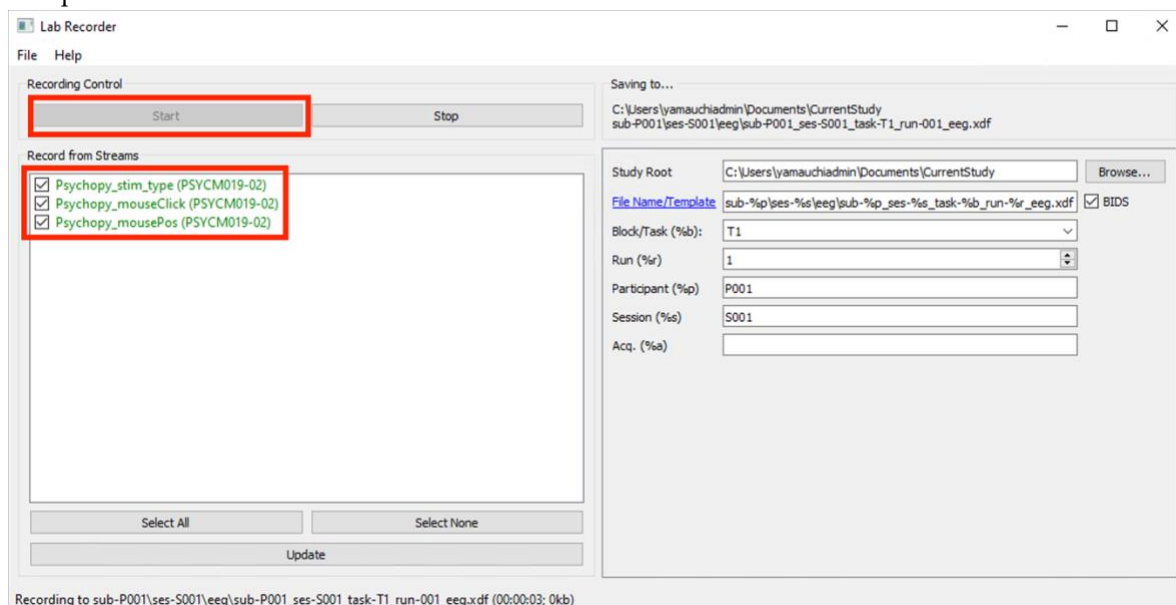 Lab Recorder
File Help
Recording Control
Start Stop
Record from Streams
Psychopy_stim_type (PSYCM019-02)
Psychopy_mouseClick (PSYCM019-02)
Psychopy_mousePos (PSYCM019-02)
Select All Select None
Update
Saving to...
C:\Users\yamauchiadmin\Documents\CurrentStudy
sub-P001\ses-S001\eeg\sub-P001_ses-S001_task-T1_run-001_eeg.xdf
Study Root C:\Users\yamauchiadmin\Documents\CurrentStudy Browse...
File Name/Template sub-%p\ses-%s\eeg\sub-%p_ses-%s_task-%b_run-%r_eeg.xdf BIDS
Block/Task (%b): T1
Run (%r) 1
Participant (%p) P001
Session (%s) S001
Acq. (%a)
Recording to sub-P001\ses-S001\eeg\sub-P001_ses-S001_task-T1_run-001_eeg.xdf (00:00:03; 0kb)